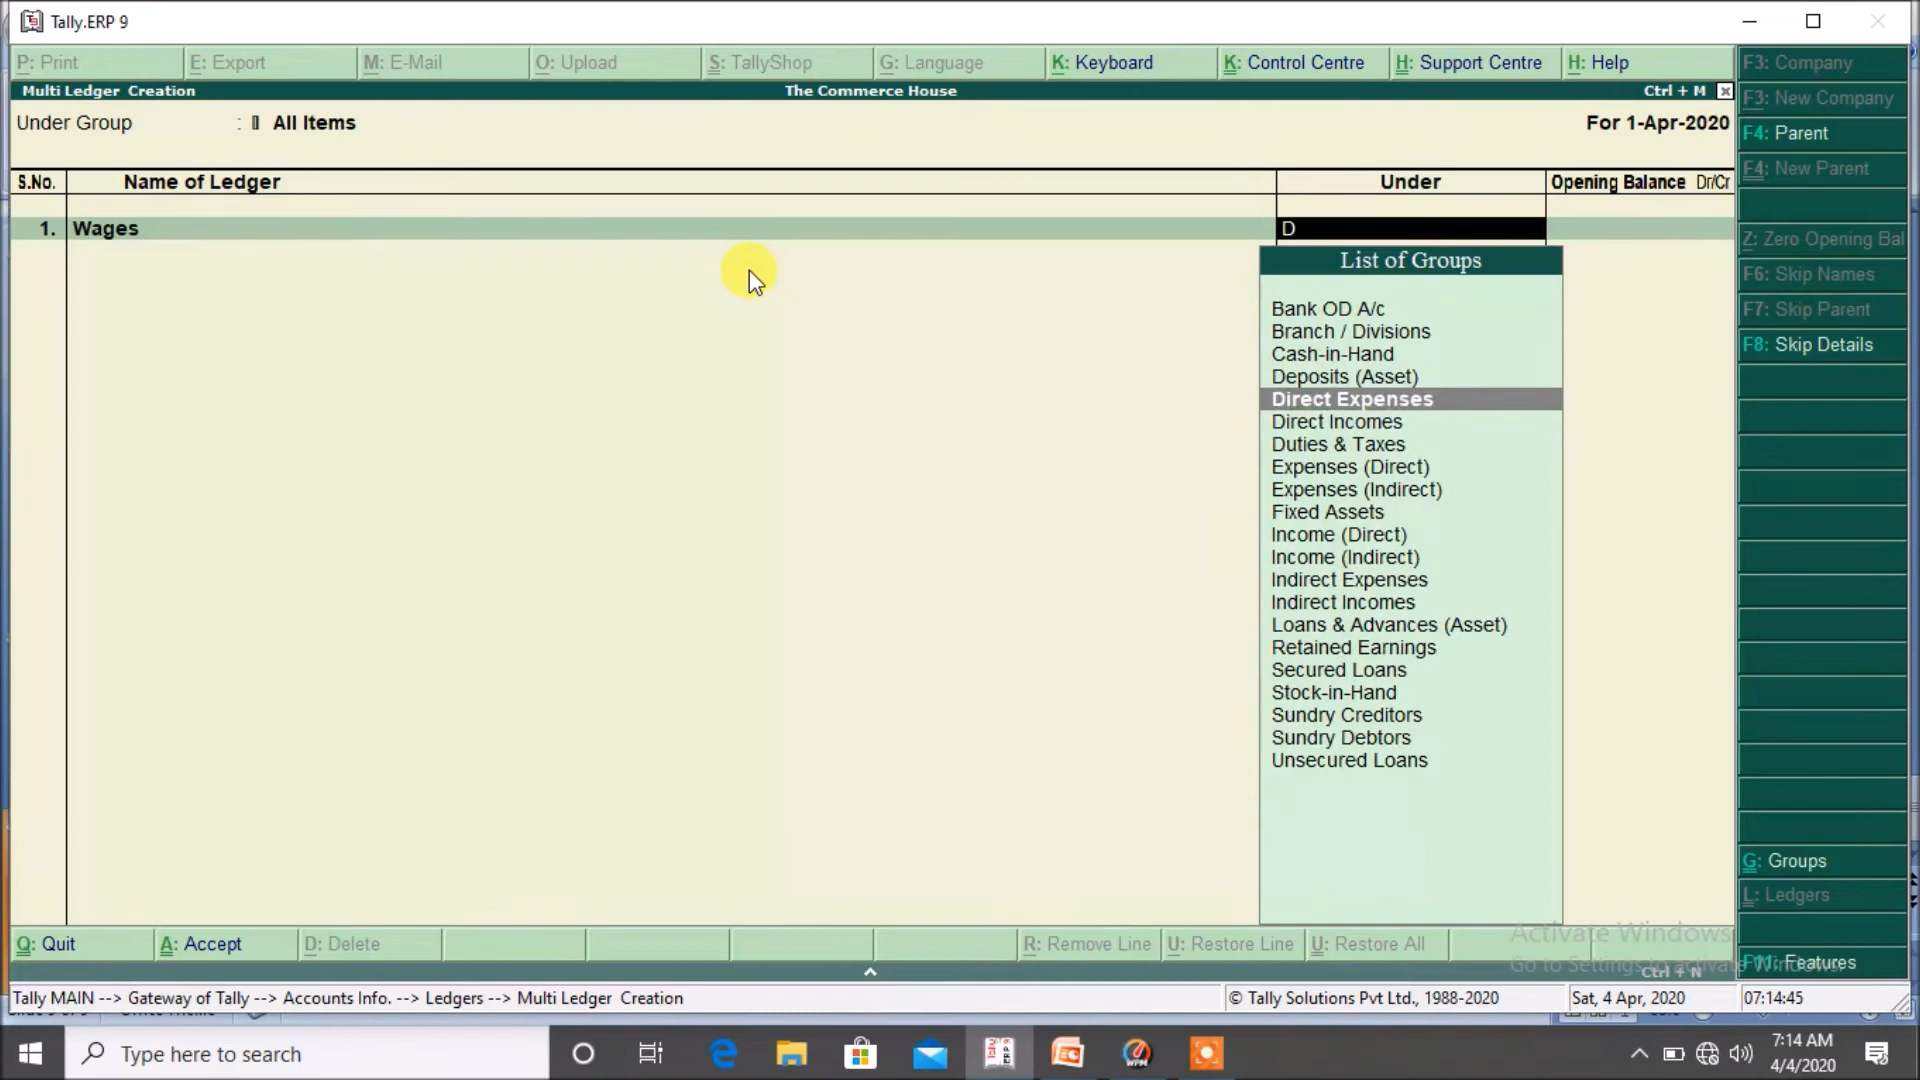 Tally.ERP 9
P: Print E: Export M: E-Mail O: Upload S: TallyShop G: Language K: Keyboard K: Control Centre H: Support Centre H: Help
Multi Ledger Creation The Commerce House Ctrl + M
Under Group : All Items For 1-Apr-2020
S.No. Name of Ledger Under Opening Balance Dr/Cr
1. Wages D
List of Groups
Bank OD A/c
Branch / Divisions
Cash-in-Hand
Deposits (Asset)
Direct Expenses
Direct Incomes
Duties & Taxes
Expenses (Direct)
Expenses (Indirect)
Fixed Assets
Income (Direct)
Income (Indirect)
Indirect Expenses
Indirect Incomes
Loans & Advances (Asset)
Retained Earnings
Secured Loans
Stock-in-Hand
Sundry Creditors
Sundry Debtors
Unsecured Loans
F3: Company
F3: New Company
F4: Parent
F4: New Parent
Z: Zero Opening Bal
F6: Skip Names
F7: Skip Parent
F8: Skip Details
G: Groups
L: Ledgers
Features
Activate Windows
Go to Settings to activate Windows.
Q: Quit A: Accept D: Delete R: Remove Line U: Restore Line U: Restore All
Ctrl + N
Tally MAIN --> Gateway of Tally --> Accounts Info. --> Ledgers --> Multi Ledger Creation © Tally Solutions Pvt Ltd., 1988-2020 Sat, 4 Apr, 2020 07:14:45
Type here to search
7:14 AM
4/4/2020